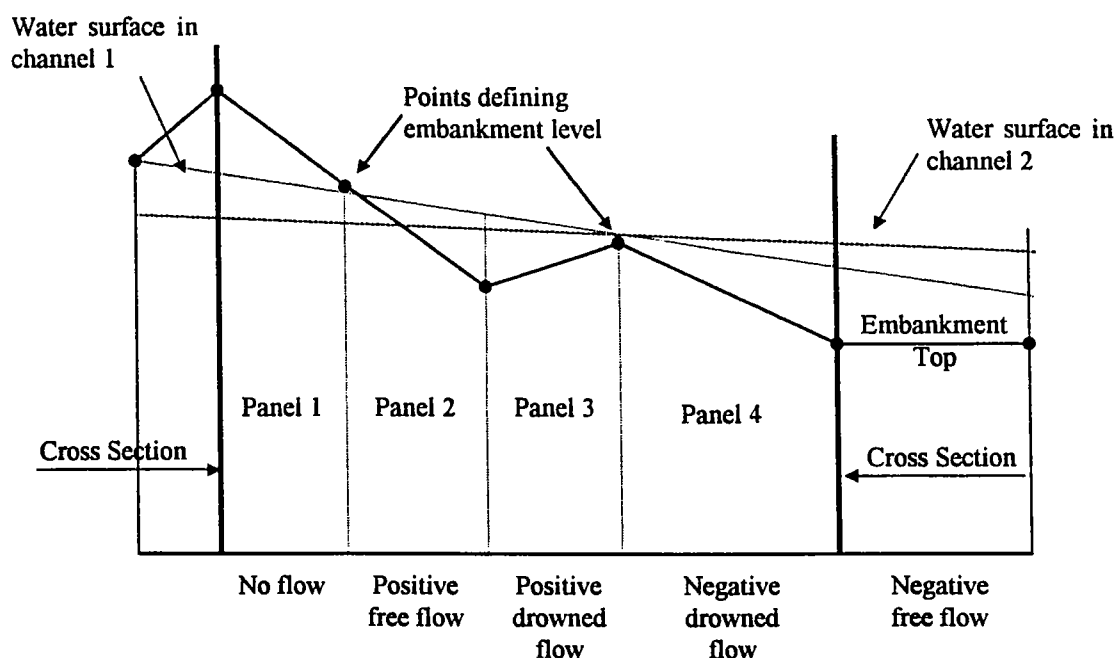 Water surface in
channel 1
Points defining
embankment level
Water surface in
channel 2
Embankment
Top
Panel 1
Panel 2
Panel 3
Panel 4
Cross Section
Cross Section
No flow
Positive
free flow
Positive
drowned
flow
Negative
drowned
flow
Negative
free flow